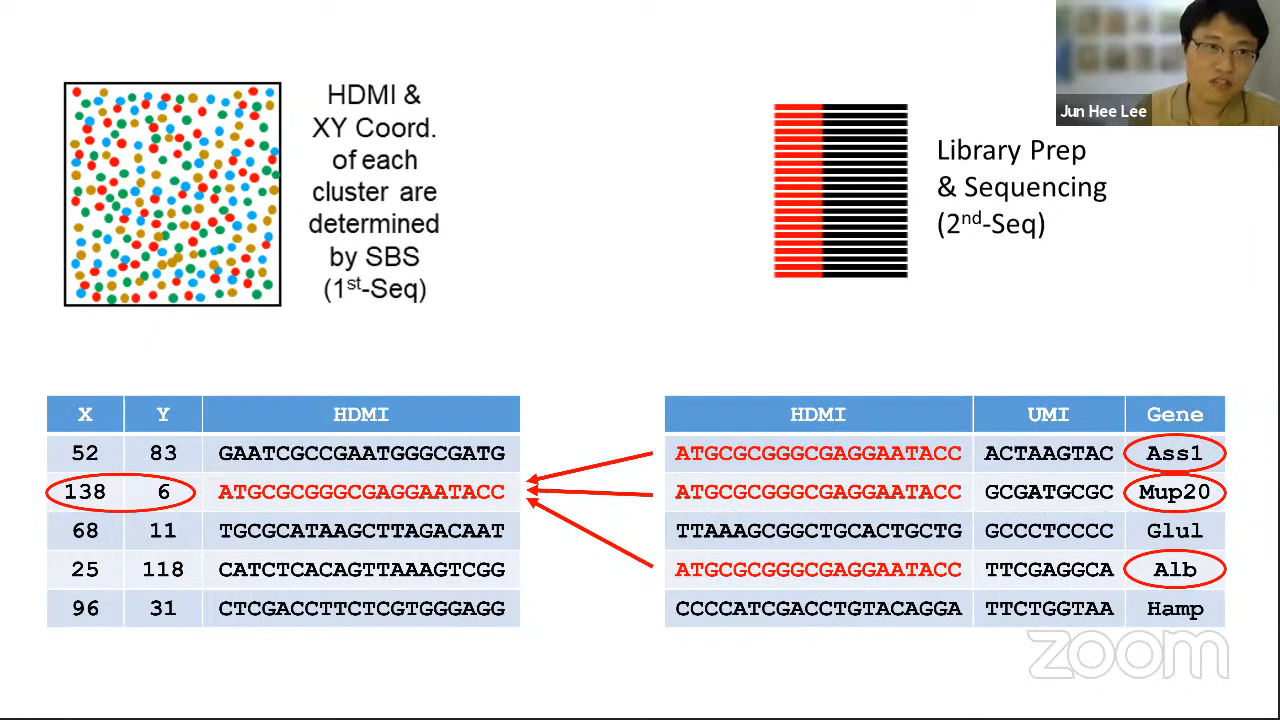 HDMI &
XY Coord.
of each
cluster are
determined
by SBS
(1st-Seq)
Library Prep
& Sequencing
(2nd-Seq)
Jun Hee Lee
X Y HDMI
52 83 GAATCGCCGAATGGGCGATG
138 6 ATGCGCGGGCGAGGAATACC
68 11 TGCGCATAAGCTTAGACAAT
25 118 CATCTCACAGTTAAAGTCGG
96 31 CTCGACCTTCTCGTGGGAGG
HDMI UMI Gene
ATGCGCGGGCGAGGAATACC ACTAAGTAC Ass1
ATGCGCGGGCGAGGAATACC GCGATGCGC Mup20
TTAAAGCGGCTGCACTGCTG GCCCTCCCC Glul
ATGCGCGGGCGAGGAATACC TTCGAGGCA Alb
CCCCATCGACCTGTACAGGA TTCTGGTAA Hamp
zoom